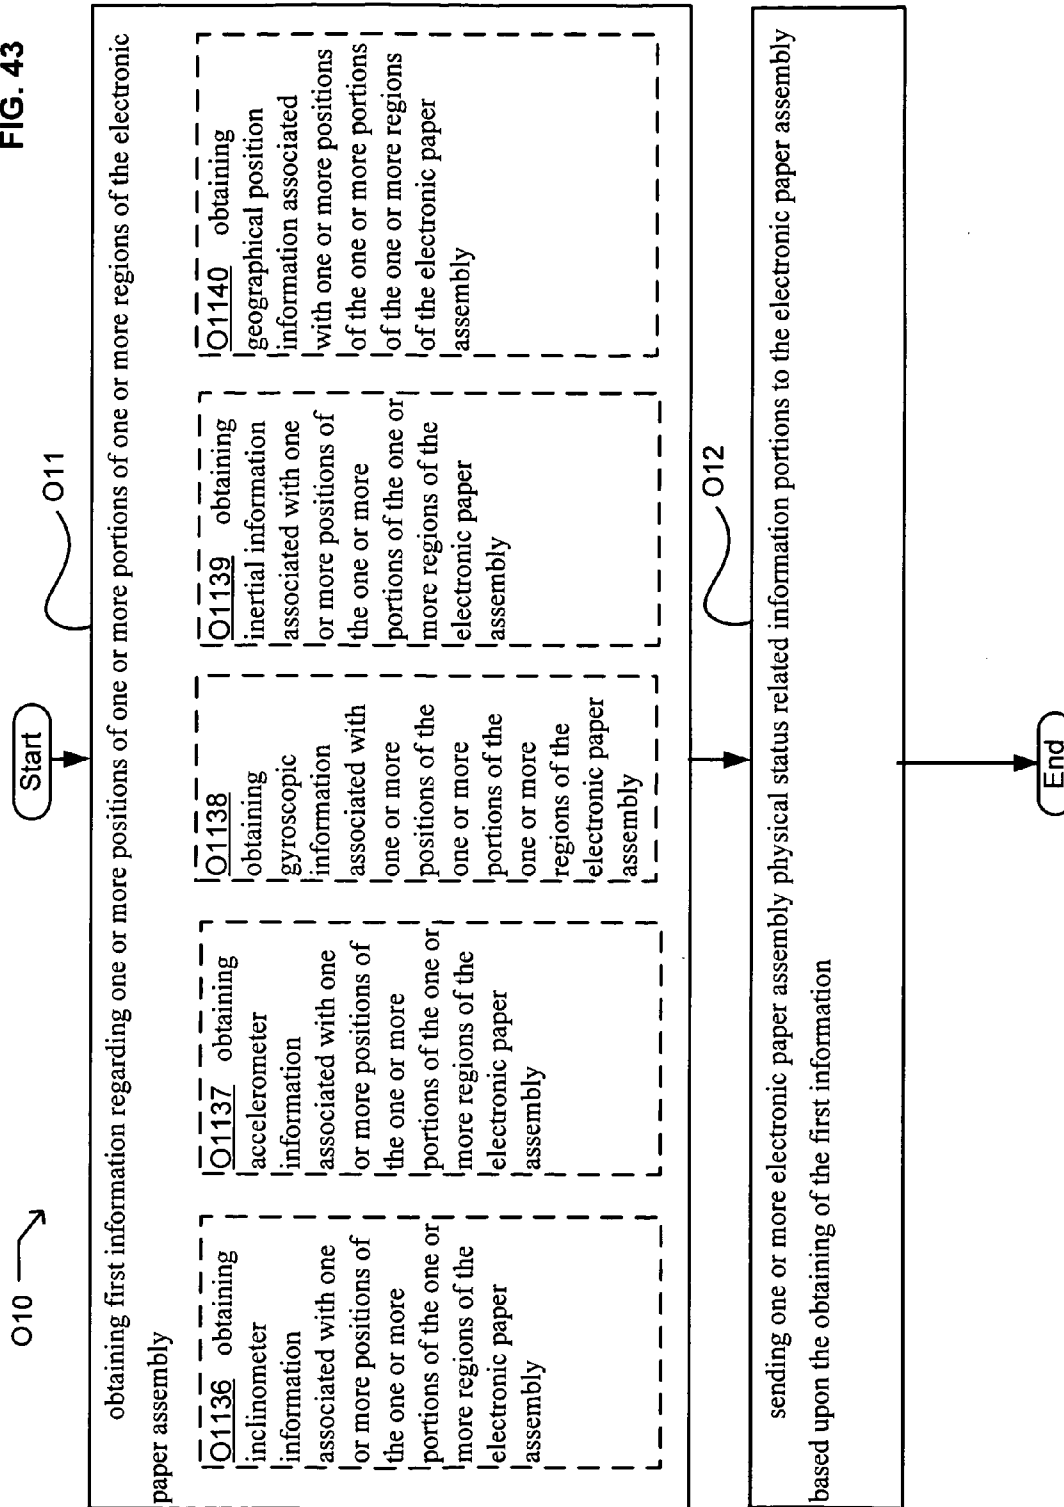 FIG. 43
O10
Start
O11
obtaining first information regarding one or more positions of one or more portions of one or more regions of the electronic
paper assembly
O1136 obtaining
inclinometer
information
associated with one
or more positions of
the one or more
portions of the one or
more regions of the
electronic paper
assembly
O1137 obtaining
accelerometer
information
associated with one
or more positions of
the one or more
portions of the one or
more regions of the
electronic paper
assembly
O1138
obtaining
gyroscopic
information
associated with
one or more
positions of the
one or more
portions of the
one or more
regions of the
electronic paper
assembly
O1139 obtaining
inertial information
associated with one
or more positions of
the one or more
portions of the one or
more regions of the
electronic paper
assembly
O1140 obtaining
geographical position
information associated
with one or more positions
of the one or more portions
of the one or more regions
of the electronic paper
assembly
O12
sending one or more electronic paper assembly physical status related information portions to the electronic paper assembly
based upon the obtaining of the first information
End